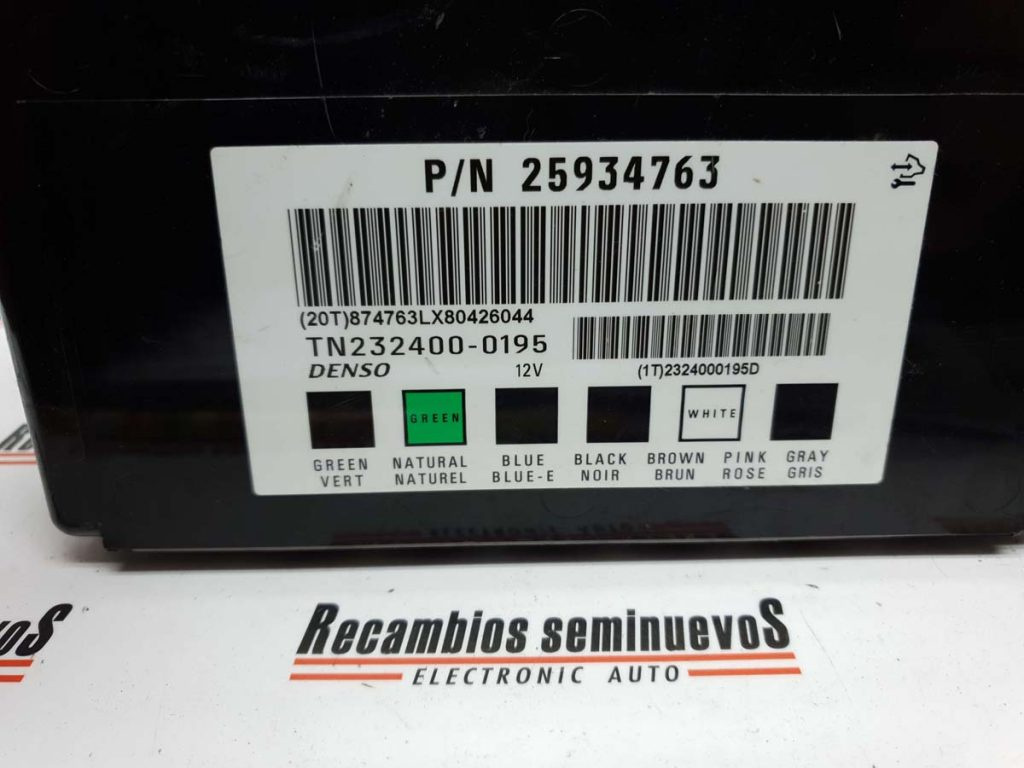 P/N 25934763
(20T)874763LX80426044
TN232400-0195
DENSO 12V
(1T)2324000195D
GREEN WHITE
GREEN NATURAL BLUE BLACK BROWN PINK GRAY
VERT NATUREL BLUE-E NOIR BRUN ROSE GRIS
Recambios seminuevoS
ELECTRONIC AUTO